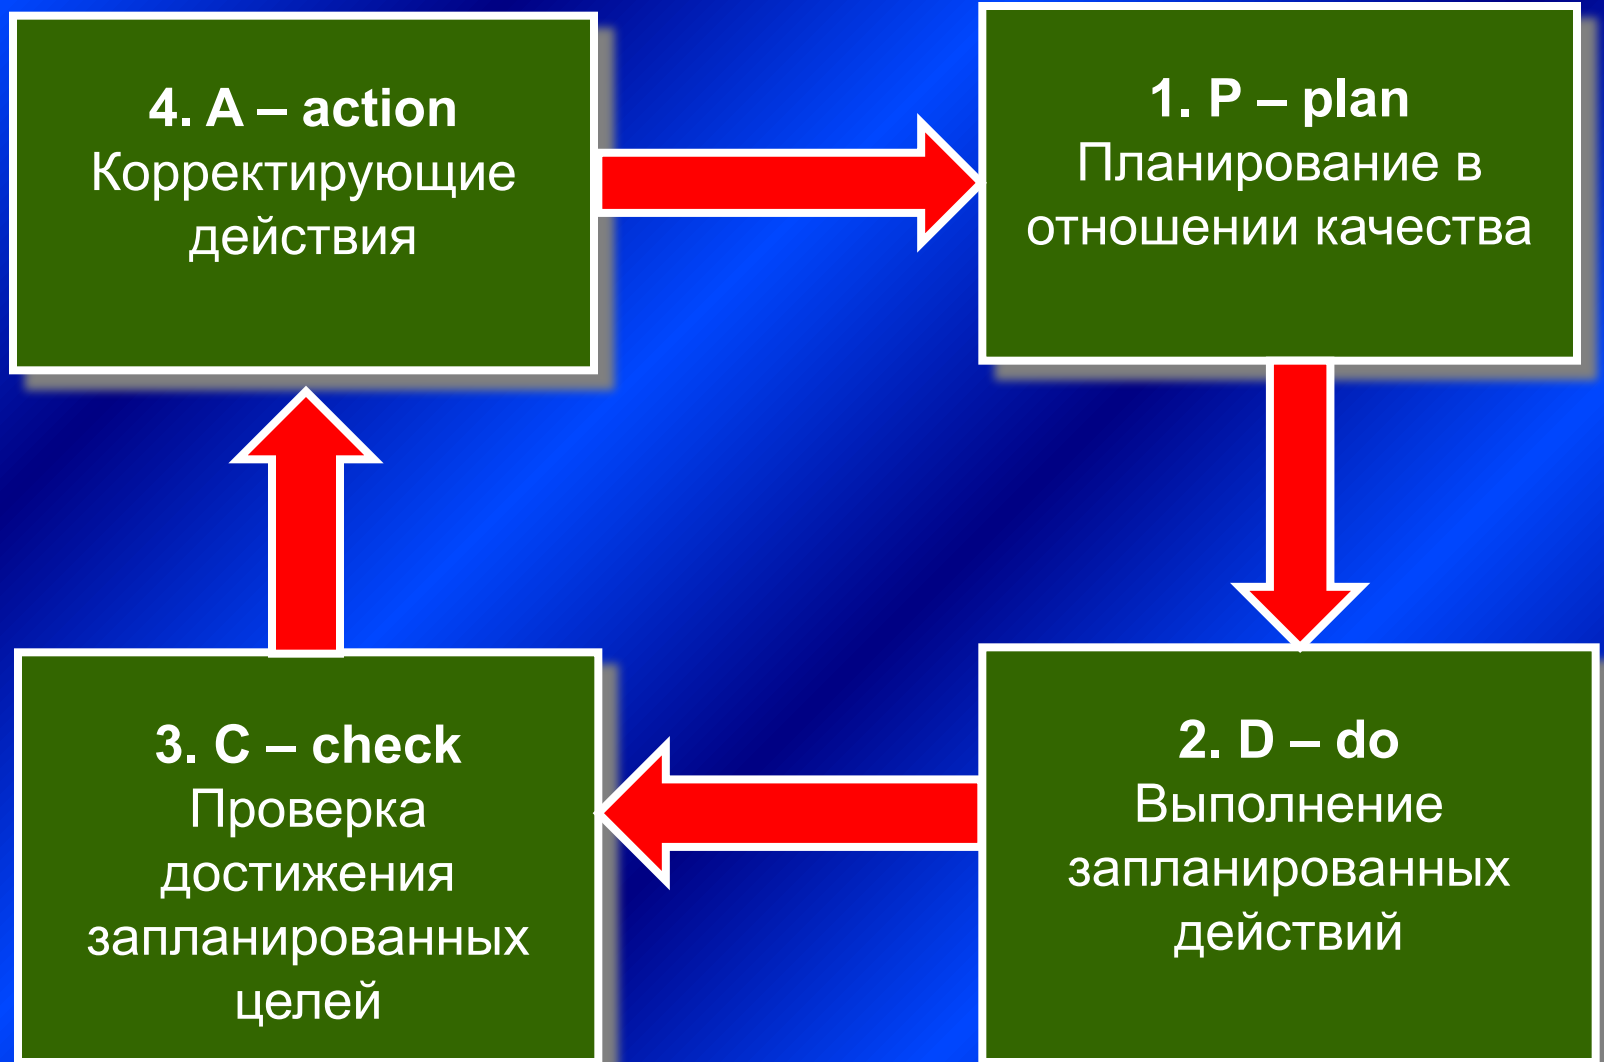 4. A – action
Корректирующие
действия
1. P – plan
Планирование в
отношении качества
3. C – check
Проверка
достижения
запланированных
целей
2. D – do
Выполнение
запланированных
действий